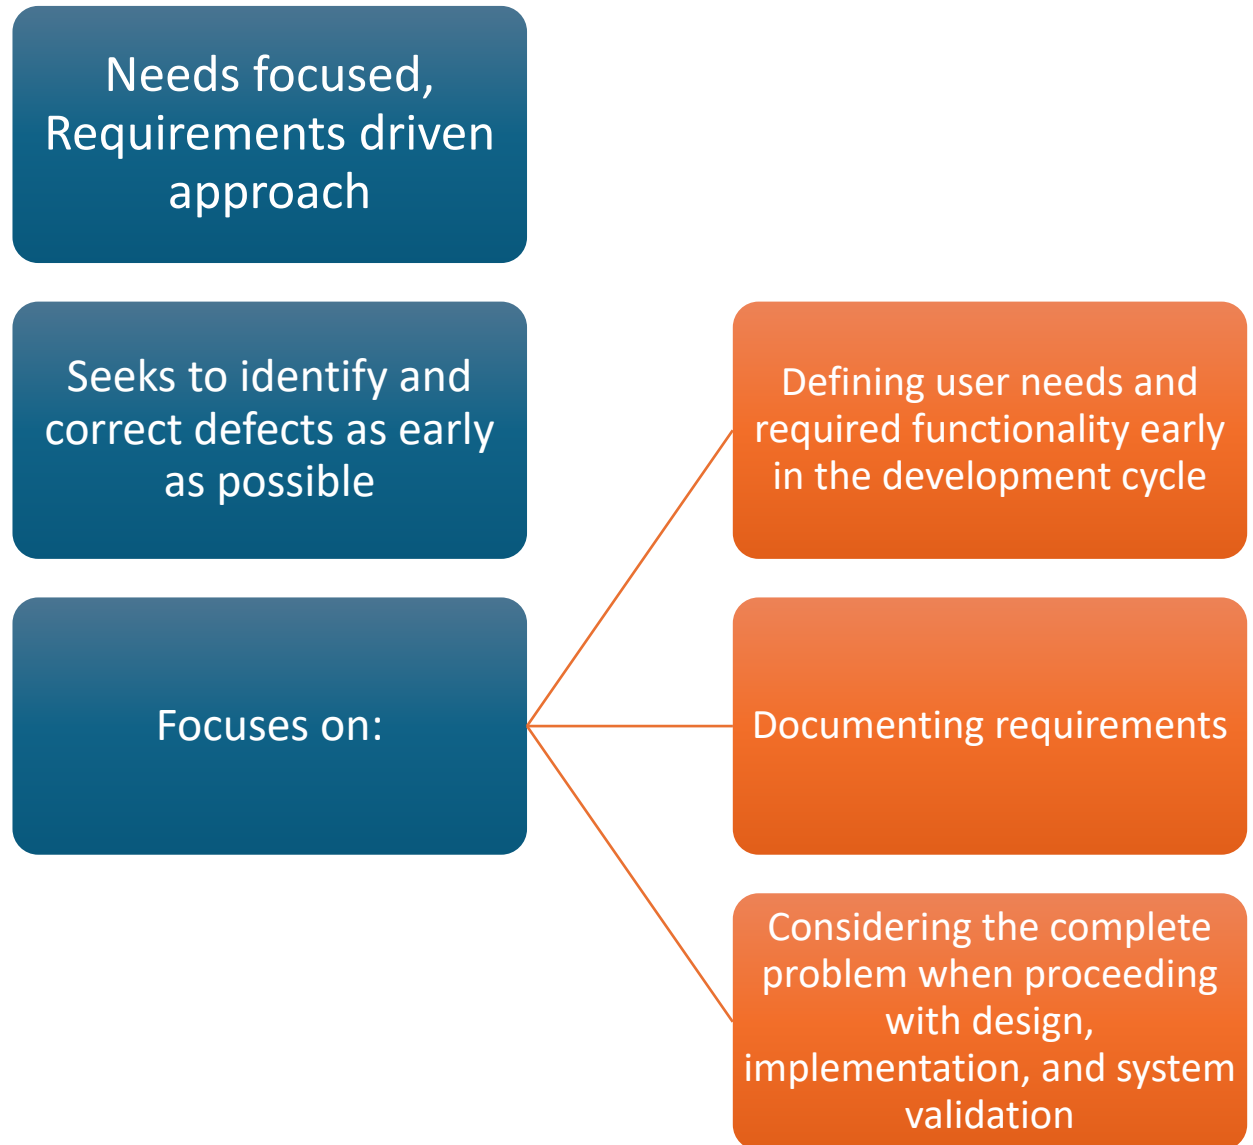 Needs focused,
Requirements driven
approach
Seeks to identify and
correct defects as early
as possible
Focuses on:
Defining user needs and
required functionality early
in the development cycle
Documenting requirements
Considering the complete
problem when proceeding
with design,
implementation, and system
validation